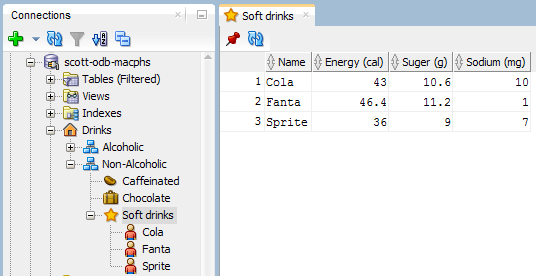 Connections
scott-odb-macphs
Tables (Filtered)
Views
Indexes
Drinks
Alcoholic
Non-Alcoholic
Caffeinated
Chocolate
Soft drinks
Cola
Fanta
Sprite
Soft drinks
Name Energy (cal) Suger (g) Sodium (mg)
1 Cola 43 10.6 10
2 Fanta 46.4 11.2 1
3 Sprite 36 9 7